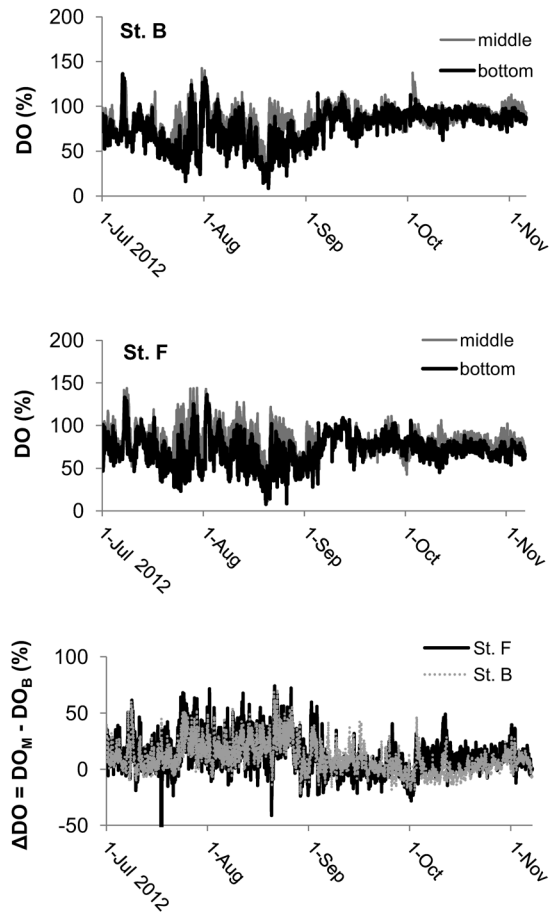 St. B
middle
bottom
DO (%)
200
150
100
50
0
1-Jul 2012
1-Aug
1-Sep
1-Oct
1-Nov
St. F
middle
bottom
DO (%)
200
150
100
50
0
1-Jul 2012
1-Aug
1-Sep
1-Oct
1-Nov
St. F
St. B
ΔDO = DO_M - DO_B (%)
100
50
0
-50
1-Jul 2012
1-Aug
1-Sep
1-Oct
1-Nov